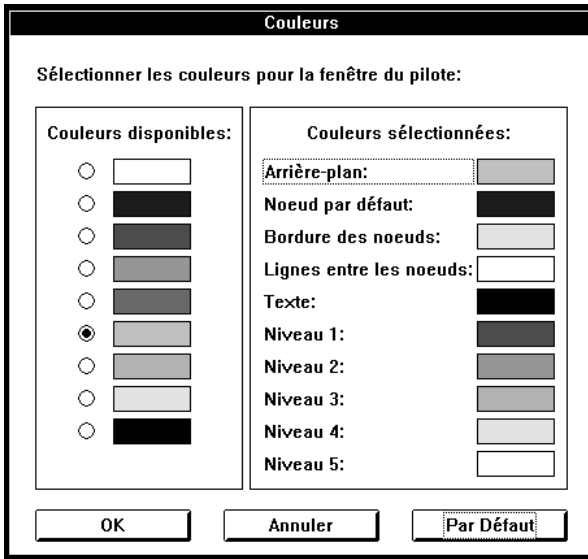 Couleurs
Sélectionner les couleurs pour la fenêtre du pilote:
Couleurs disponibles:
Couleurs sélectionnées:
Arrière-plan:
Noeud par défaut:
Bordure des noeuds:
Lignes entre les noeuds:
Texte:
Niveau 1:
Niveau 2:
Niveau 3:
Niveau 4:
Niveau 5:
OK
Annuler
Par Défaut